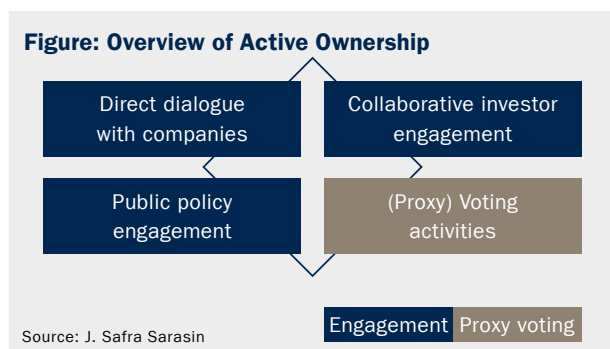 Figure: Overview of Active Ownership
Direct dialogue
with companies
Collaborative investor
engagement
Public policy
engagement
(Proxy) Voting
activities
Engagement Proxy voting
Source: J. Safra Sarasin